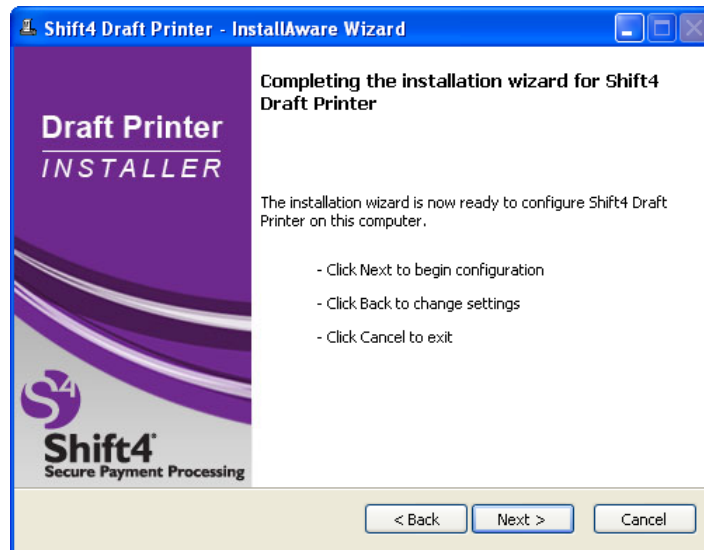 Shift4 Draft Printer - InstallAware Wizard
Draft Printer
INSTALLER
Completing the installation wizard for Shift4
Draft Printer
The installation wizard is now ready to configure Shift4 Draft
Printer on this computer.
- Click Next to begin configuration
- Click Back to change settings
- Click Cancel to exit
S4
Shift4®
Secure Payment Processing
< Back
Next >
Cancel